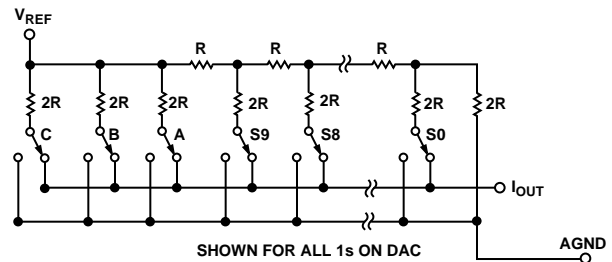 VREF
R R R
2R 2R 2R 2R 2R 2R 2R
C B A S9 S8 S0
IOUT
AGND
SHOWN FOR ALL 1s ON DAC